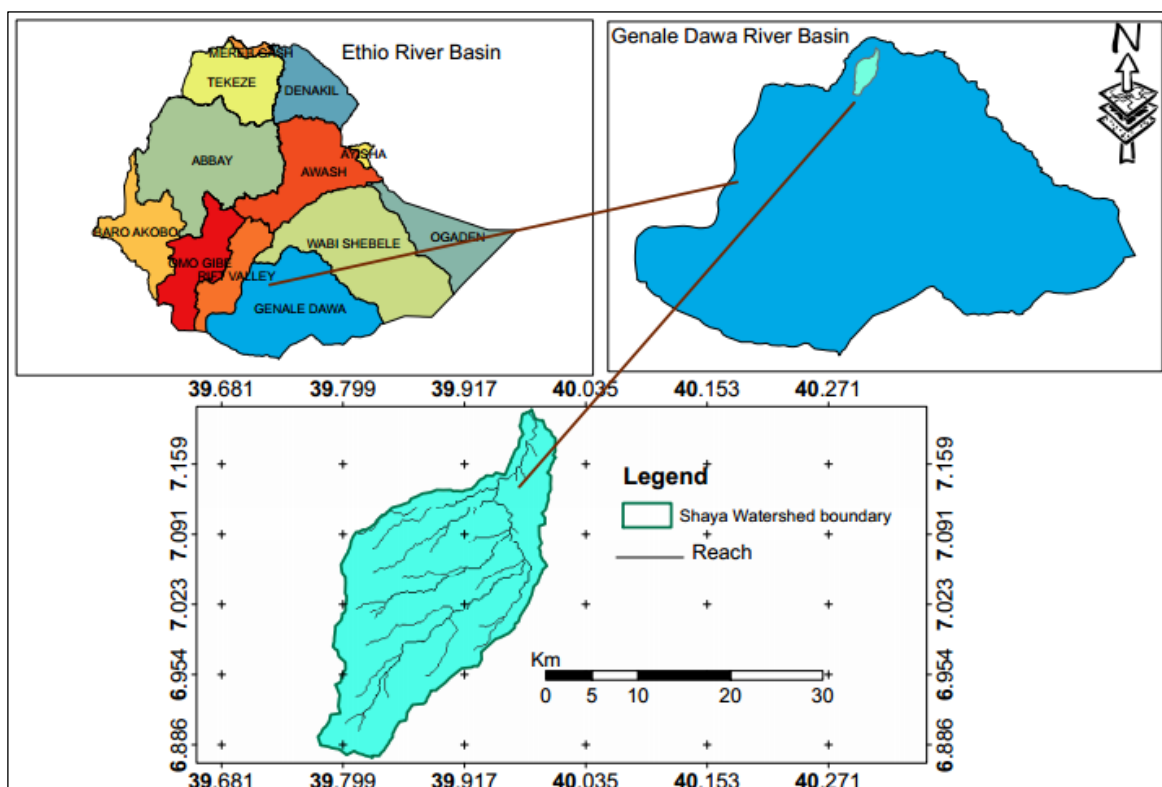 Ethio River Basin
MEREB GASH
TEKEZE
DENAKIL
ABBAY
AYISHA
AWASH
BARO AKOBO
OMO GIBE
RIFT VALLEY
WABI SHEBELE
OGADEN
GENALE DAWA
Genale Dawa River Basin
N
39.681 39.799 39.917 40.035 40.153 40.271
7.159 7.159
7.091 7.091
7.023 7.023
6.954 6.954
6.886 6.886
Legend
Shaya Watershed boundary
Reach
Km
0 5 10 20 30
39.681 39.799 39.917 40.035 40.153 40.271